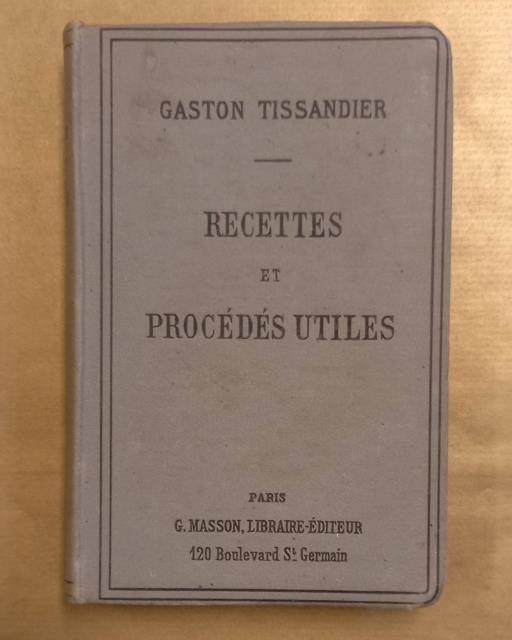 GASTON TISSANDIER
RECETTES
ET
PROCÉDÉS UTILES
PARIS
G. MASSON, LIBRAIRE-ÉDITEUR
120 Boulevard St. Germain